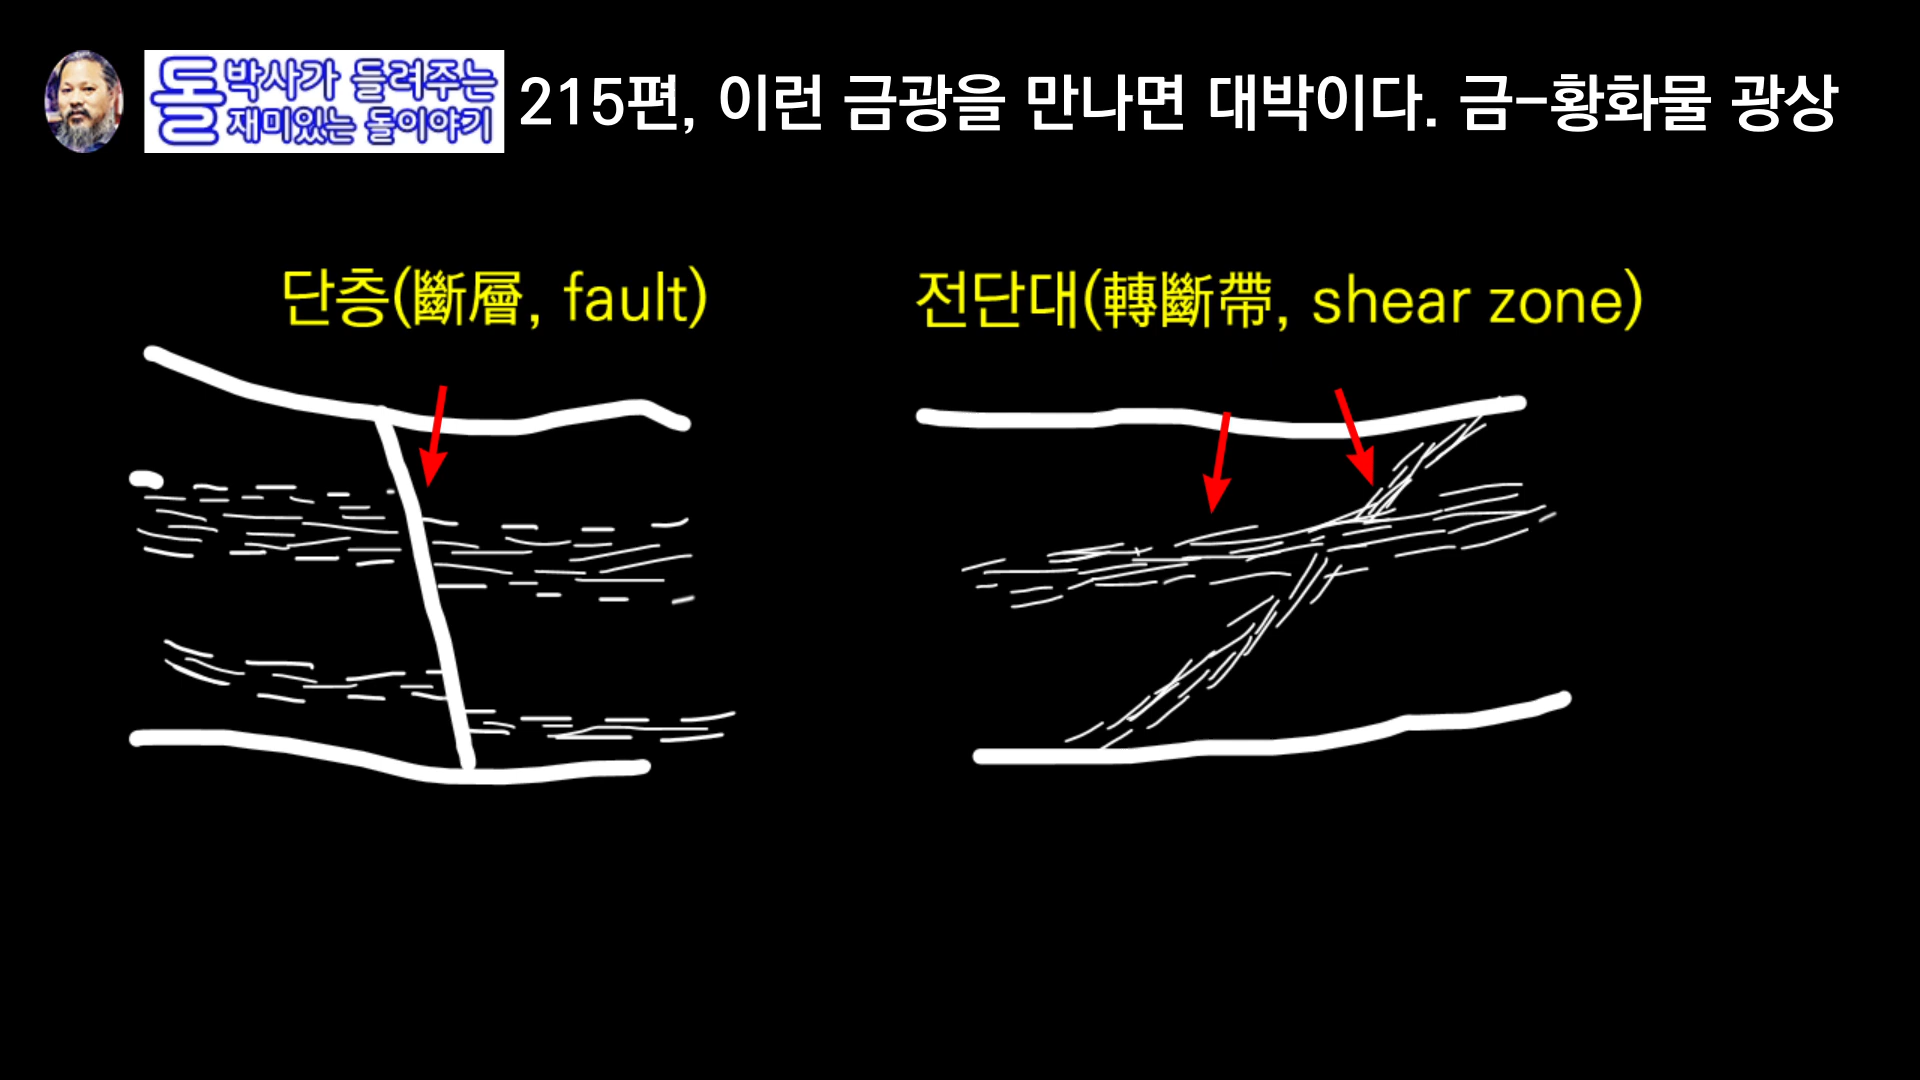 돌박사가 들려주는
재미있는 돌이야기
215편, 이런 금광을 만나면 대박이다. 금-황화물 광상
단층(斷層, fault)
전단대(轉斷帶, shear zone)